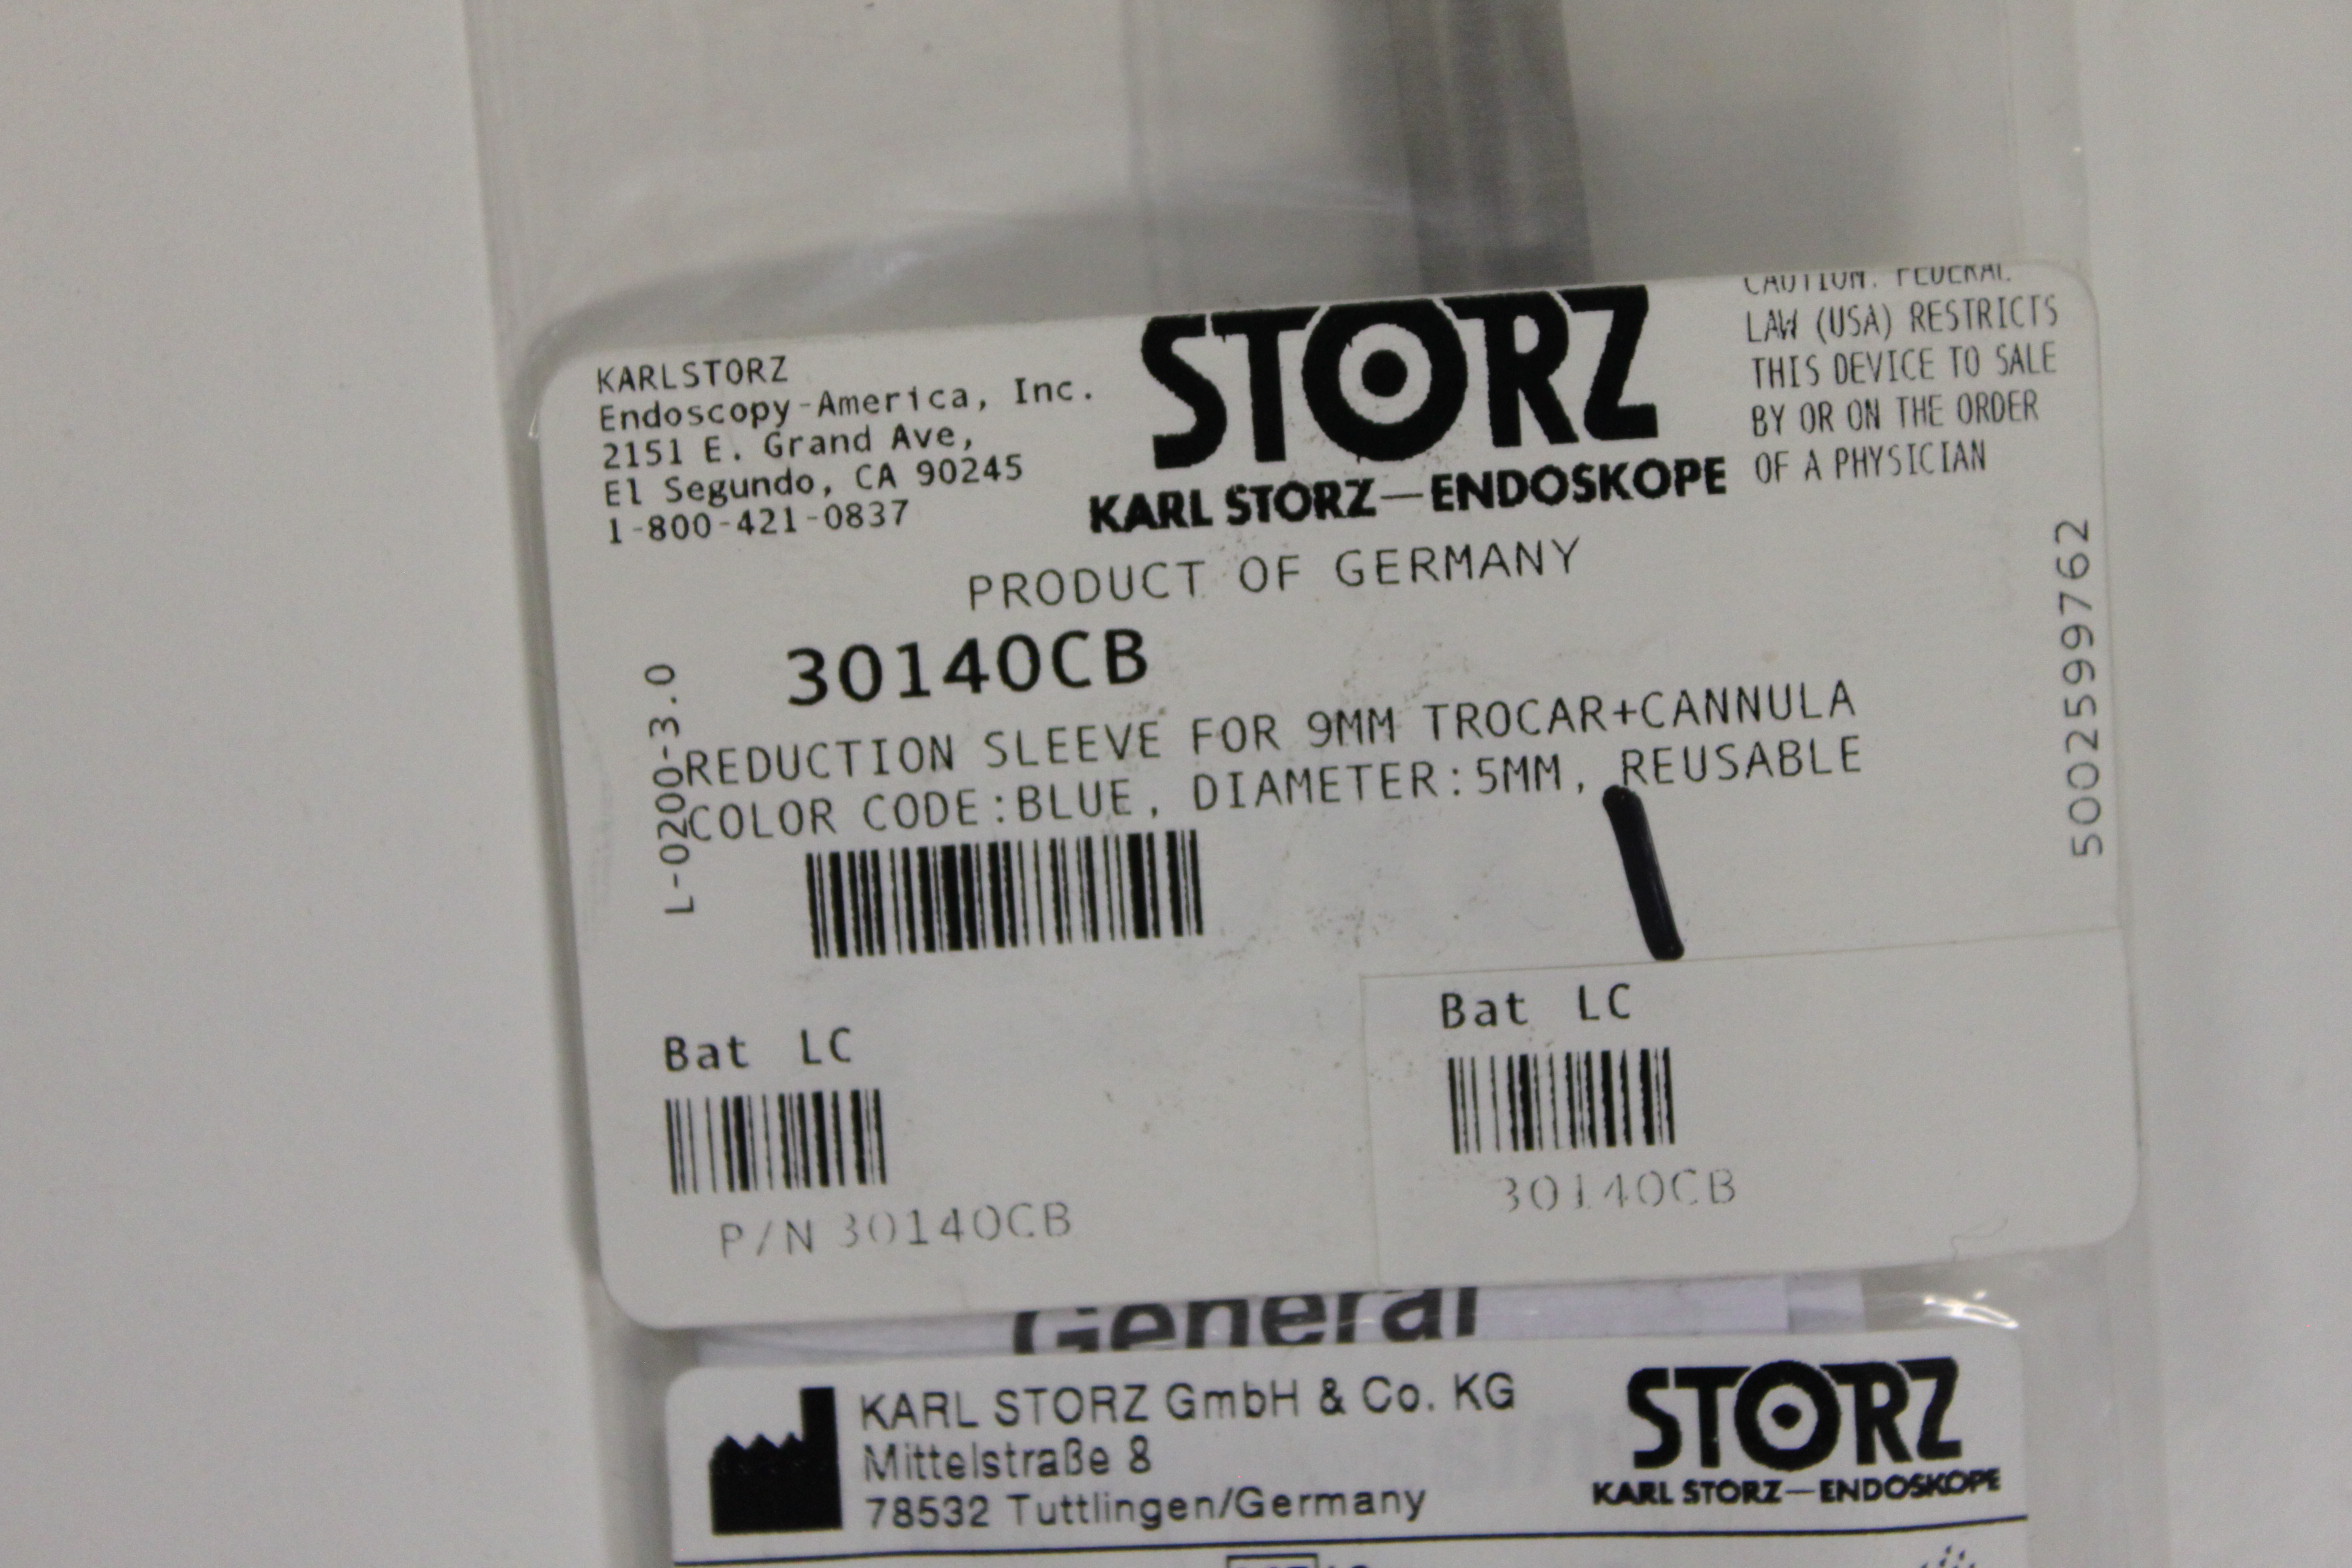 KARLSTORZ
Endoscopy-America, Inc.
2151 E. Grand Ave,
El Segundo, CA 90245
1-800-421-0837
STORZ
KARL STORZ—ENDOSKOPE
CAUTION: FEDERAL
LAW (USA) RESTRICTS
THIS DEVICE TO SALE
BY OR ON THE ORDER
OF A PHYSICIAN
PRODUCT OF GERMANY
30140CB
REDUCTION SLEEVE FOR 9MM TROCAR+CANNULA
COLOR CODE:BLUE, DIAMETER:5MM, REUSABLE
L-0200-3.0
5002599762
Bat LC
P/N 30140CB
Bat LC
30140CB
General
KARL STORZ GmbH & Co. KG
Mittelstraße 8
78532 Tuttlingen/Germany
STORZ
KARL STORZ—ENDOSKOPE